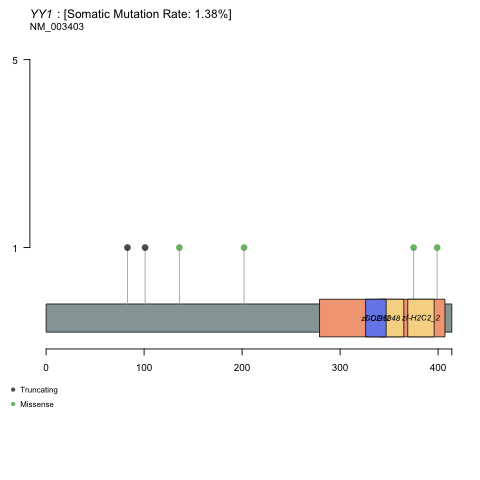 YY1 : [Somatic Mutation Rate: 1.38%]
NM_003403
5
1
zf-H2C2_2
0 100 200 300 400
Truncating
Missense